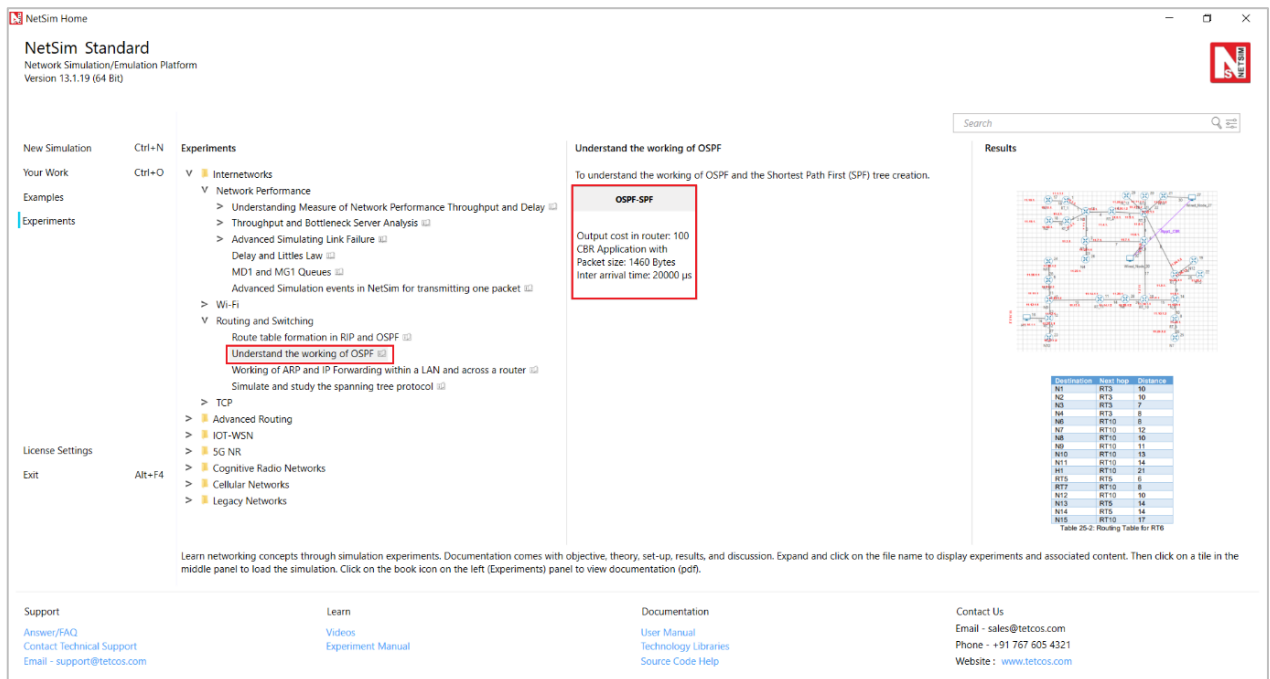 NetSim Home
NetSim Standard
Network Simulation/Emulation Platform
Version 13.1.19 (64 Bit)
NETSIM
Search
New Simulation Ctrl+N
Your Work Ctrl+O
Examples
Experiments
License Settings
Exit Alt+F4
Experiments
Internetworks
Network Performance
Understanding Measure of Network Performance Throughput and Delay
Throughput and Bottleneck Server Analysis
Advanced Simulating Link Failure
Delay and Littles Law
MD1 and MG1 Queues
Advanced Simulation events in NetSim for transmitting one packet
Wi-Fi
Routing and Switching
Route table formation in RIP and OSPF
Understand the working of OSPF
Working of ARP and IP Forwarding within a LAN and across a router
Simulate and study the spanning tree protocol
TCP
Advanced Routing
IOT-WSN
5G NR
Cognitive Radio Networks
Cellular Networks
Legacy Networks
Understand the working of OSPF
To understand the working of OSPF and the Shortest Path First (SPF) tree creation.
OSPF-SPF
Output cost in router: 100
CBR Application with
Packet size: 1460 Bytes
Inter arrival time: 20000 µs
Results
Destination Next hop Distance
N1 RT3 10
N2 RT3 10
N3 RT3 7
N4 RT3 8
N6 RT10 8
N7 RT10 12
N8 RT10 10
N9 RT10 11
N10 RT10 13
N11 RT10 14
H1 RT10 21
RT5 RT5 6
RT7 RT10 8
N12 RT10 10
N13 RT5 14
N14 RT5 14
N15 RT10 17
Table 25-2: Routing Table for RT6
Learn networking concepts through simulation experiments. Documentation comes with objective, theory, set-up, results, and discussion. Expand and click on the file name to display experiments and associated content. Then click on a tile in the
middle panel to load the simulation. Click on the book icon on the left (Experiments) panel to view documentation (pdf).
Support
Answer/FAQ
Contact Technical Support
Email - support@tetcos.com
Learn
Videos
Experiment Manual
Documentation
User Manual
Technology Libraries
Source Code Help
Contact Us
Email - sales@tetcos.com
Phone - +91 767 605 4321
Website : www.tetcos.com